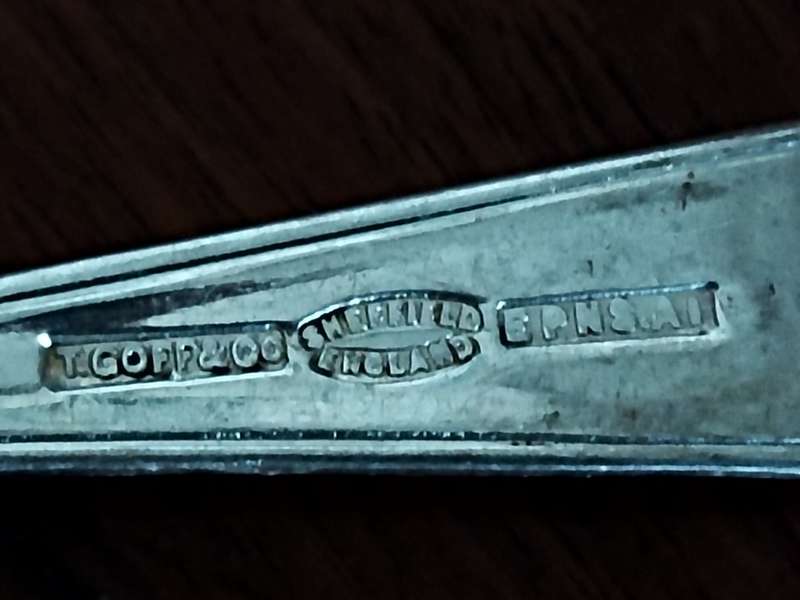 T. GOFF & CO
SHEFFIELD
ENGLAND
EPNS.A1